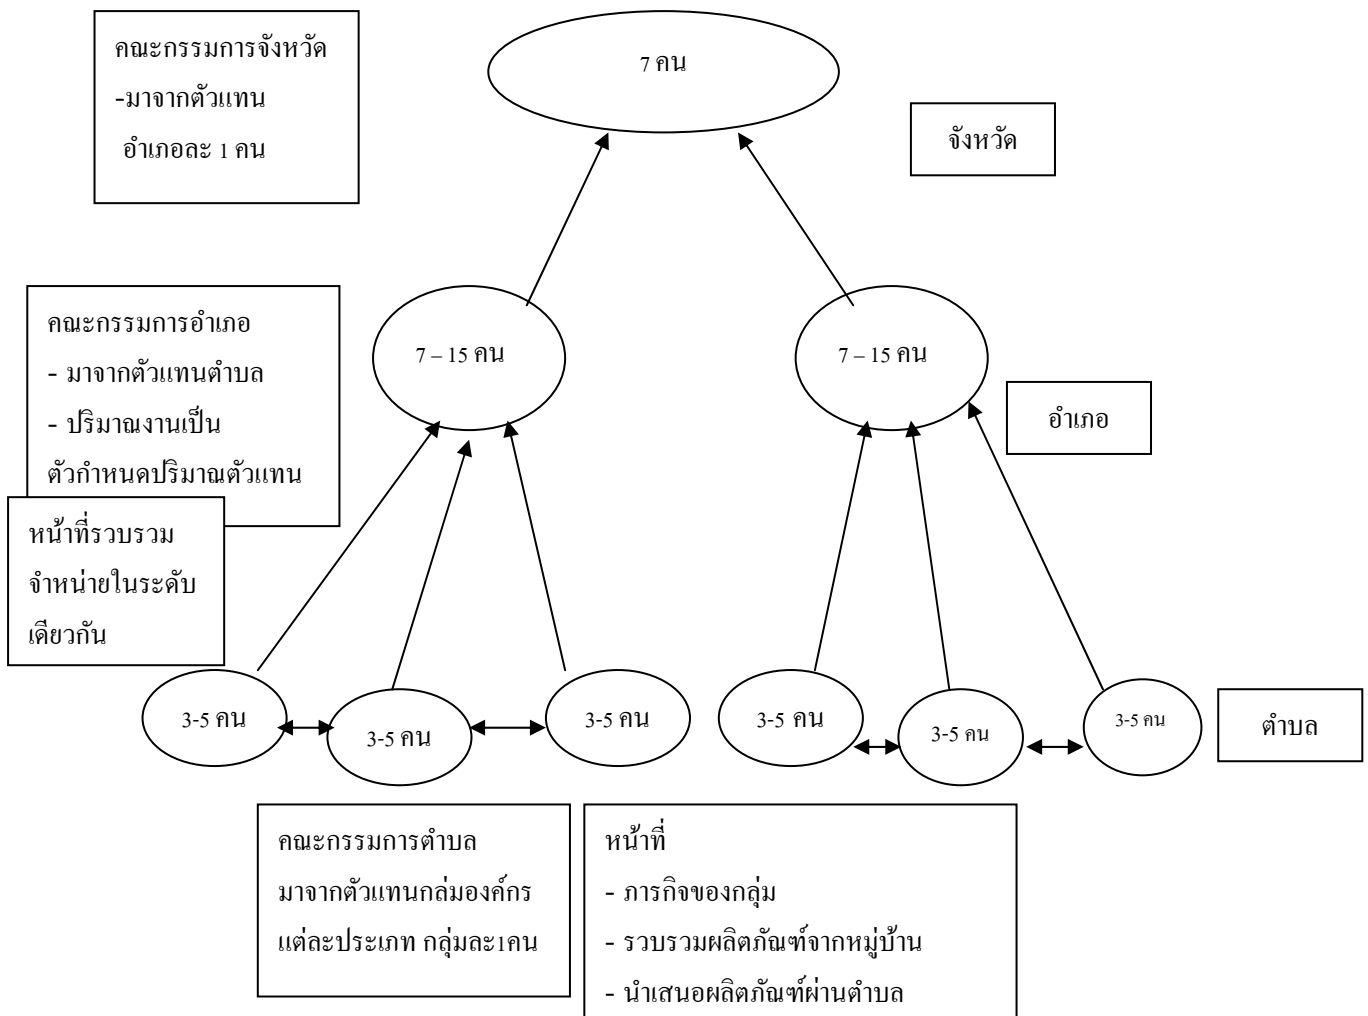 คณะกรรมการจังหวัด
-มาจากตัวแทน
อำเภอละ 1 คน
7 คน
จังหวัด
คณะกรรมการอำเภอ
- มาจากตัวแทนตำบล
- ปริมาณงานเป็น
ตัวกำหนดปริมาณตัวแทน
7 – 15 คน
7 – 15 คน
อำเภอ
หน้าที่รวบรวม
จำหน่ายในระดับ
เดียวกัน
3-5 คน
3-5 คน
3-5 คน
3-5 คน
3-5 คน
3-5 คน
ตำบล
คณะกรรมการตำบล
มาจากตัวแทนกล่มองค์กร
แต่ละประเภท กลุ่มละ1คน
หน้าที่
- ภารกิจของกลุ่ม
- รวบรวมผลิตภัณฑ์จากหมู่บ้าน
- นำเสนอผลิตภัณฑ์ผ่านตำบล